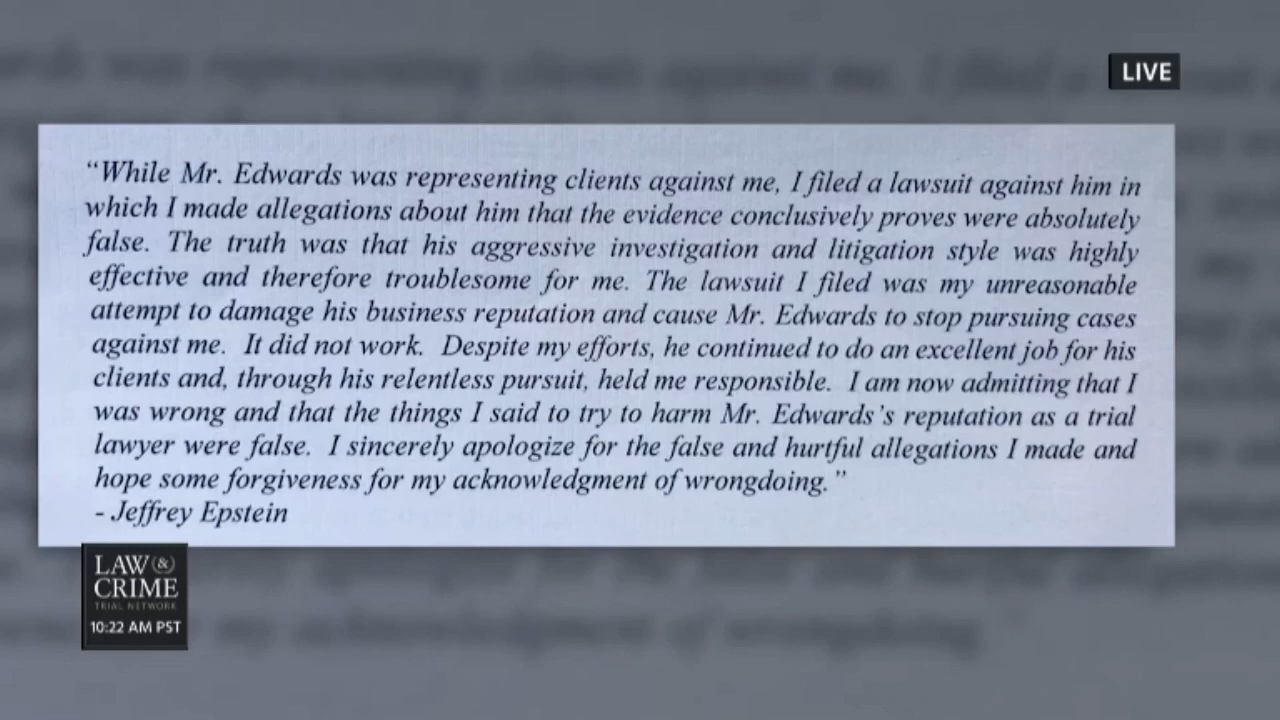 LIVE
“While Mr. Edwards was representing clients against me, I filed a lawsuit against him in
which I made allegations about him that the evidence conclusively proves were absolutely
false. The truth was that his aggressive investigation and litigation style was highly
effective and therefore troublesome for me. The lawsuit I filed was my unreasonable
attempt to damage his business reputation and cause Mr. Edwards to stop pursuing cases
against me. It did not work. Despite my efforts, he continued to do an excellent job for his
clients and, through his relentless pursuit, held me responsible. I am now admitting that I
was wrong and that the things I said to try to harm Mr. Edwards’s reputation as a trial
lawyer were false. I sincerely apologize for the false and hurtful allegations I made and
hope some forgiveness for my acknowledgment of wrongdoing.”
- Jeffrey Epstein
LAW &
CRIME
TRIAL NETWORK
10:22 AM PST